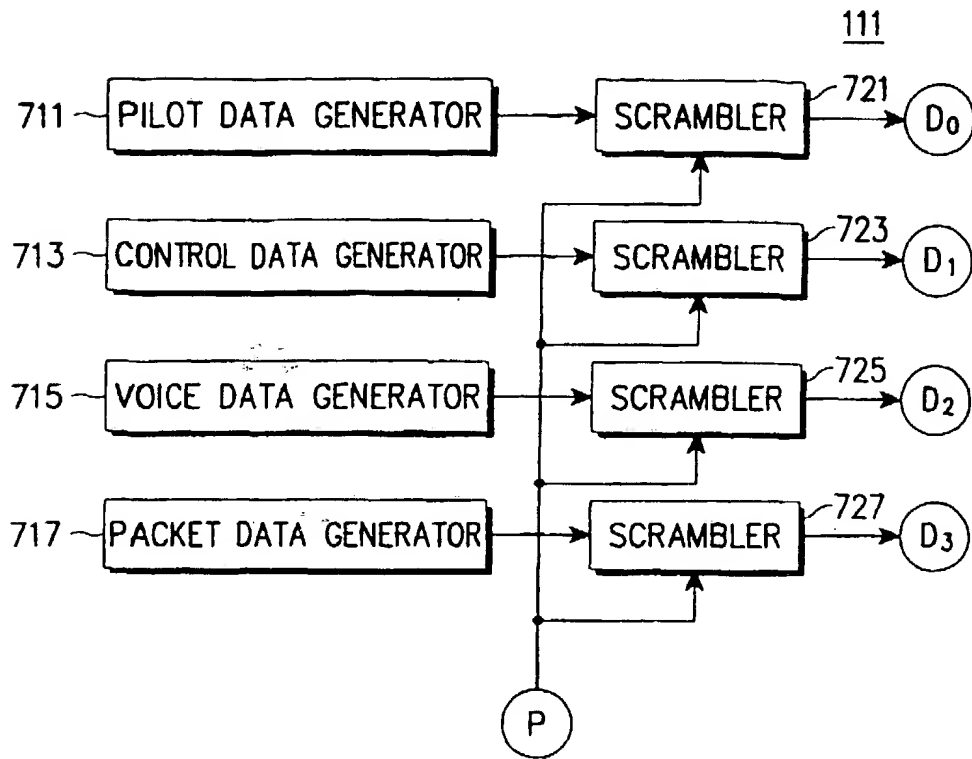 111
711 PILOT DATA GENERATOR SCRAMBLER 721 D0
713 CONTROL DATA GENERATOR SCRAMBLER 723 D1
715 VOICE DATA GENERATOR SCRAMBLER 725 D2
717 PACKET DATA GENERATOR SCRAMBLER 727 D3
P